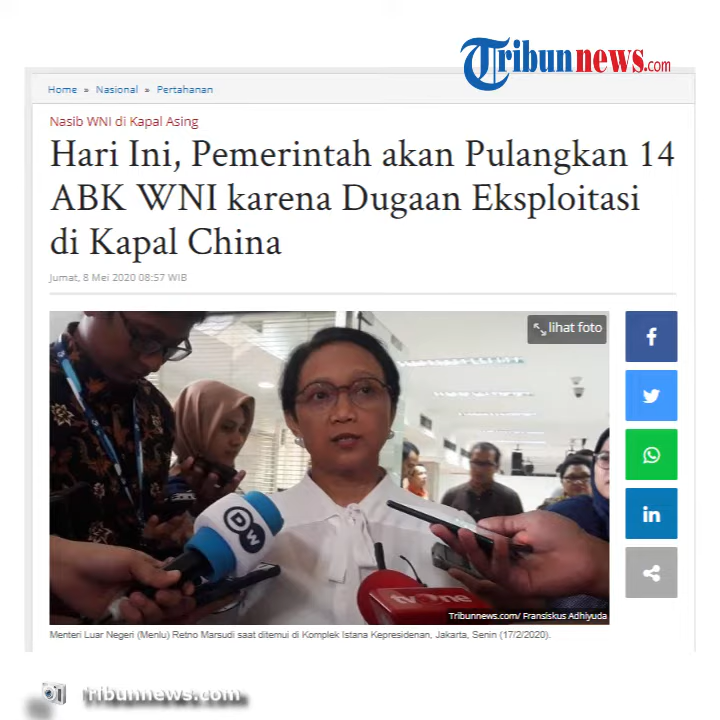 Tribunnews.com
Home » Nasional » Pertahanan
Nasib WNI di Kapal Asing
Hari Ini, Pemerintah akan Pulangkan 14
ABK WNI karena Dugaan Eksploitasi
di Kapal China
Jumat, 8 Mei 2020 08:57 WIB
lihat foto
DW
tvOne
Tribunnews.com/ Fransiskus Adhiyuda
Menteri Luar Negeri (Menlu) Retno Marsudi saat ditemui di Komplek Istana Kepresidenan, Jakarta, Senin (17/2/2020).
Tribunnews.com